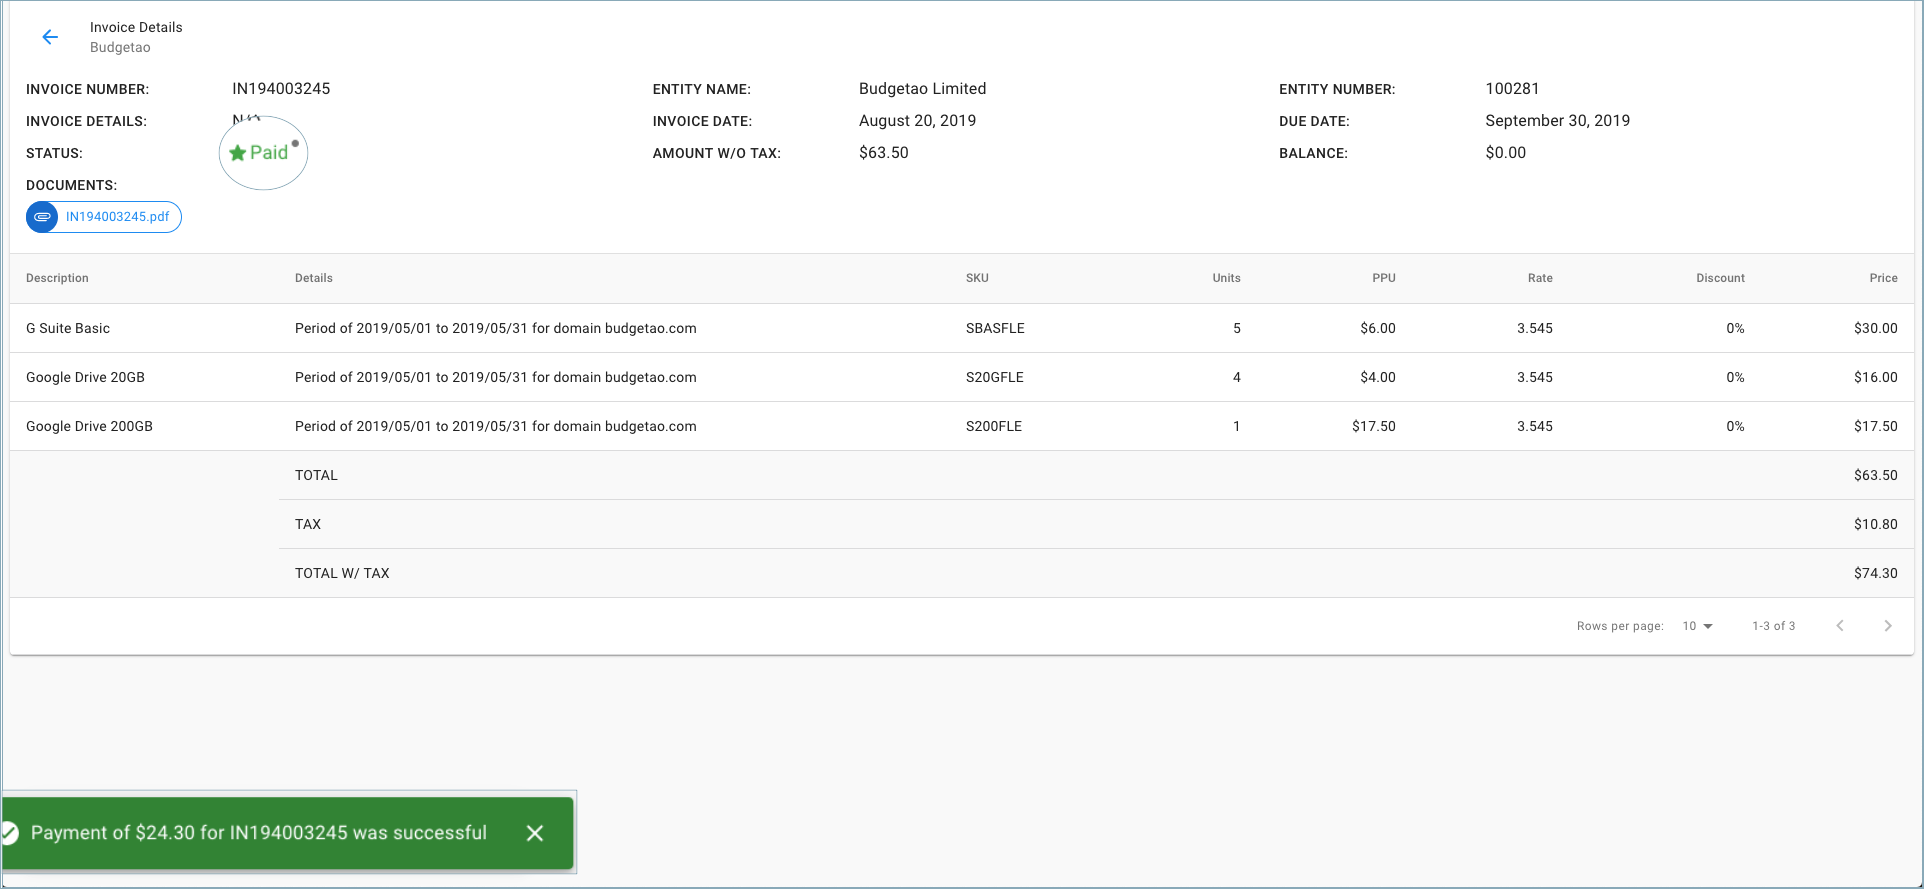 Invoice Details
Budgetao
INVOICE NUMBER: IN194003245 ENTITY NAME: Budgetao Limited ENTITY NUMBER: 100281
INVOICE DETAILS: INVOICE DATE: August 20, 2019 DUE DATE: September 30, 2019
STATUS: Paid AMOUNT W/O TAX: $63.50 BALANCE: $0.00
DOCUMENTS:
IN194003245.pdf
Description Details SKU Units PPU Rate Discount Price
G Suite Basic Period of 2019/05/01 to 2019/05/31 for domain budgetao.com SBASFLE 5 $6.00 3.545 0% $30.00
Google Drive 20GB Period of 2019/05/01 to 2019/05/31 for domain budgetao.com S20GFLE 4 $4.00 3.545 0% $16.00
Google Drive 200GB Period of 2019/05/01 to 2019/05/31 for domain budgetao.com S200FLE 1 $17.50 3.545 0% $17.50
TOTAL $63.50
TAX $10.80
TOTAL W/ TAX $74.30
Rows per page: 10 1-3 of 3
Payment of $24.30 for IN194003245 was successful